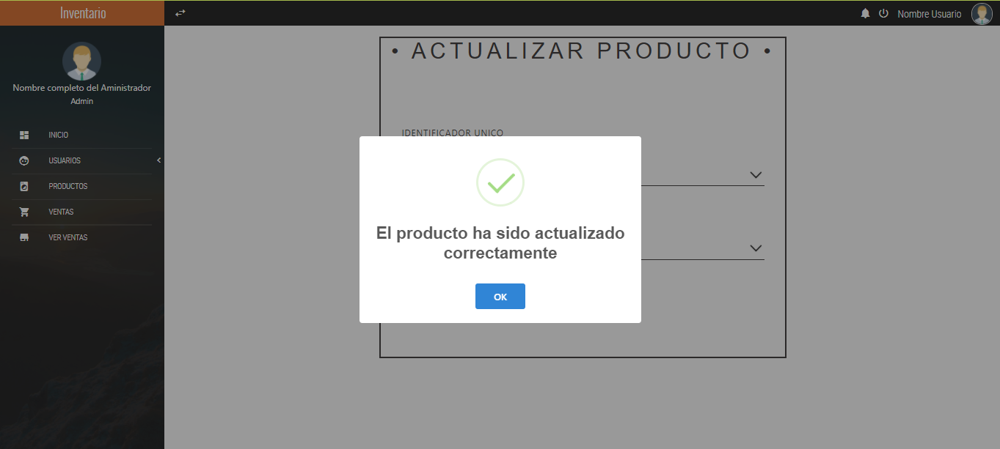 Inventario
Nombre Usuario
Nombre completo del Aministrador
Admin
INICIO
USUARIOS
PRODUCTOS
VENTAS
VER VENTAS
• ACTUALIZAR PRODUCTO •
IDENTIFICADOR UNICO
El producto ha sido actualizado
correctamente
OK